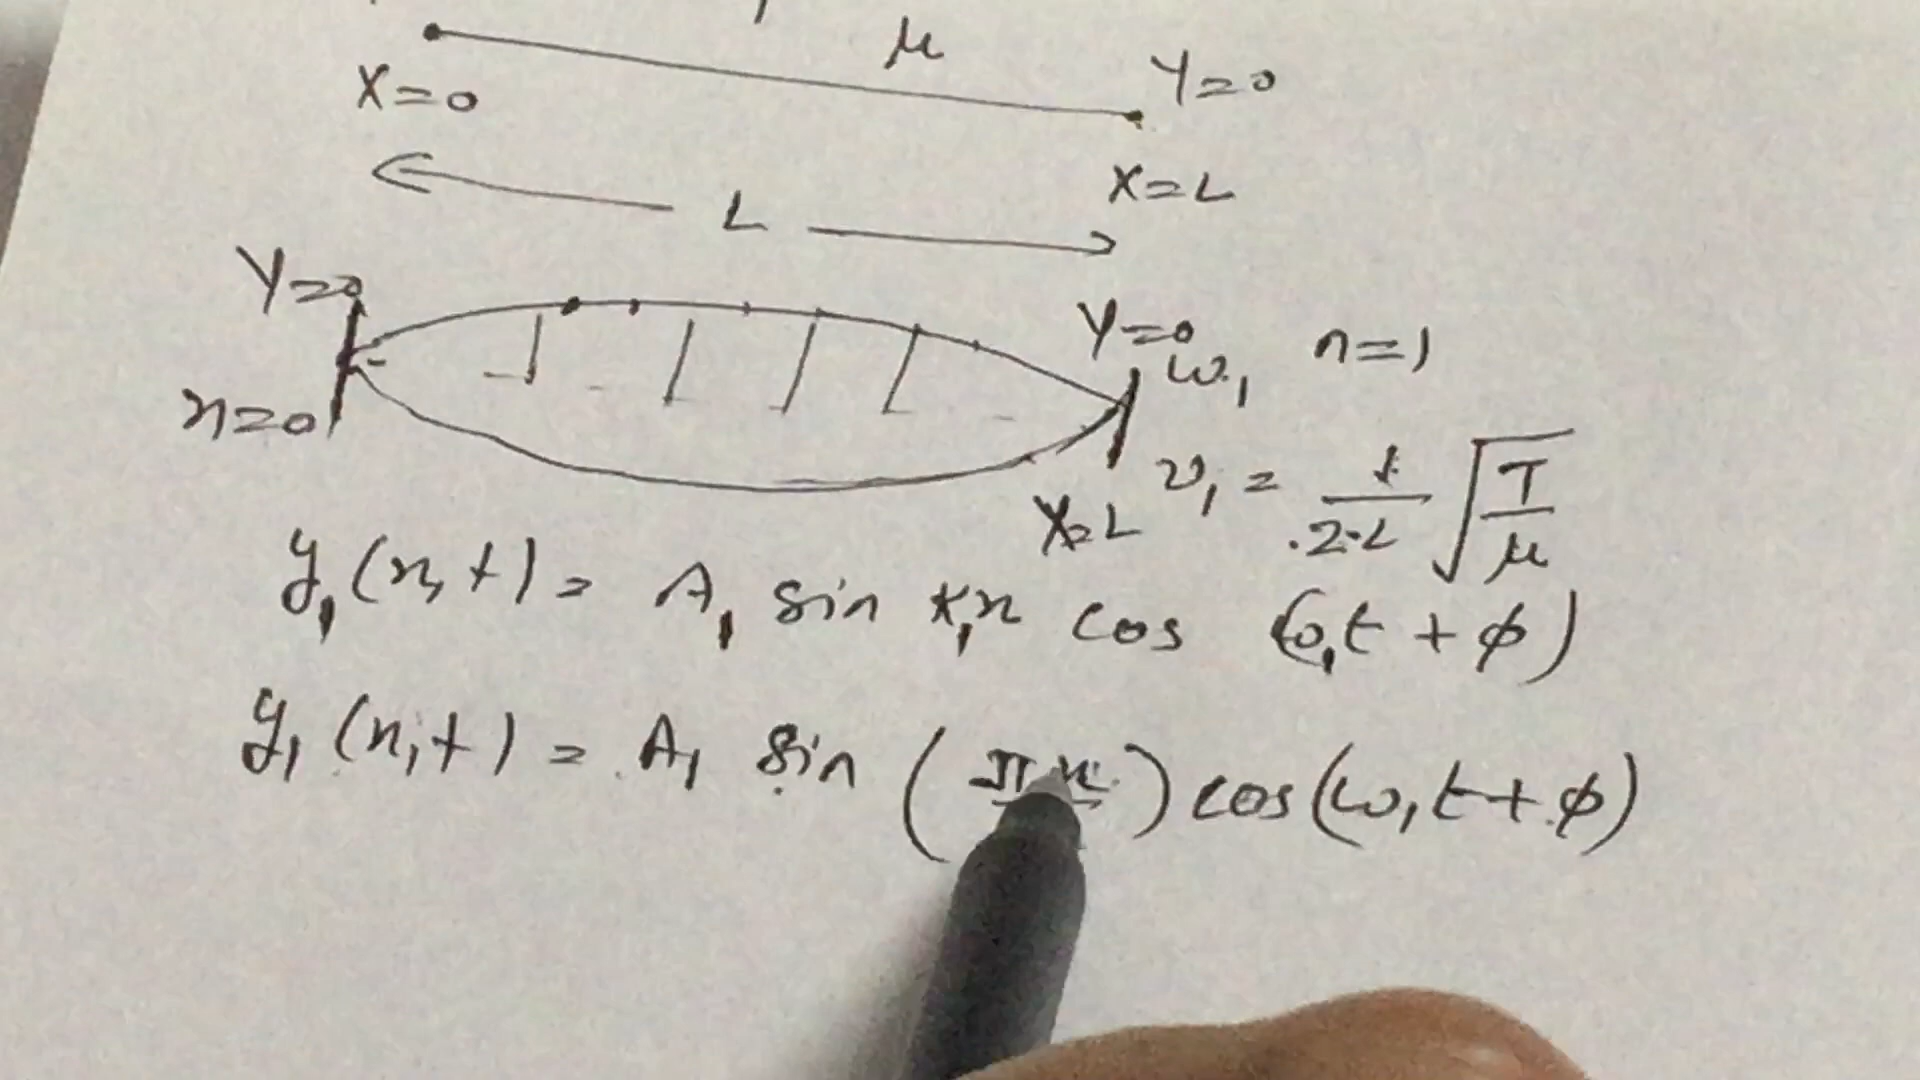 μ
Y=0
X=0
X=L
L
Y=0
Y=0
ω₁ n=1
x=0
X=L
ν₁ = 1/2·L √T/μ
y₁(x,t) = A₁ sin k₁x cos (ω₁t + φ)
y₁(x,t) = A₁ sin (πx) cos(ω₁t + φ)